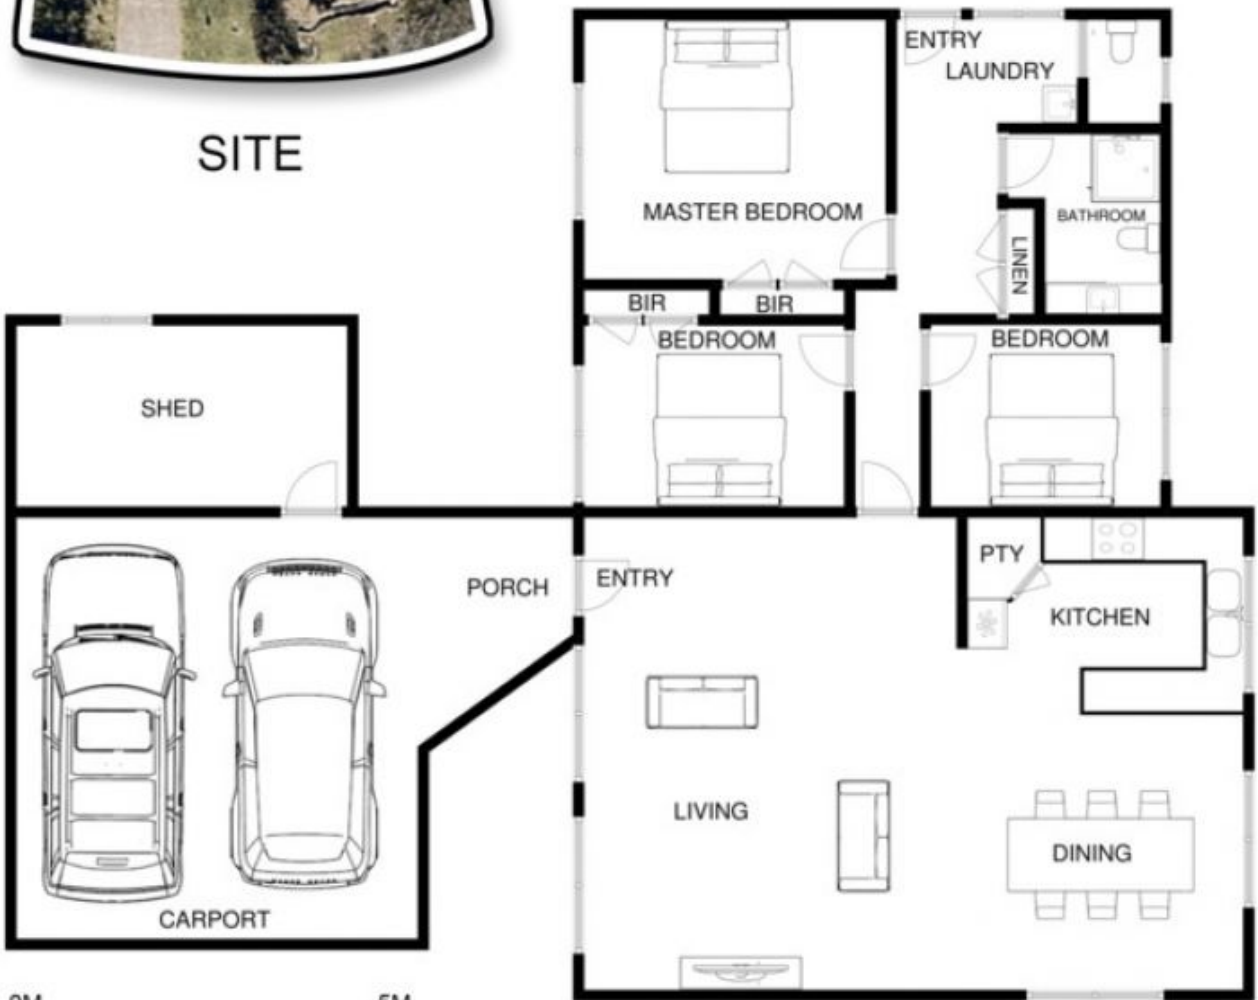 SITE
ENTRY
LAUNDRY
MASTER BEDROOM
BATHROOM
LINEN
BIR
BIR
BEDROOM
BEDROOM
SHED
PORCH
ENTRY
PTY
KITCHEN
LIVING
DINING
CARPORT
5M